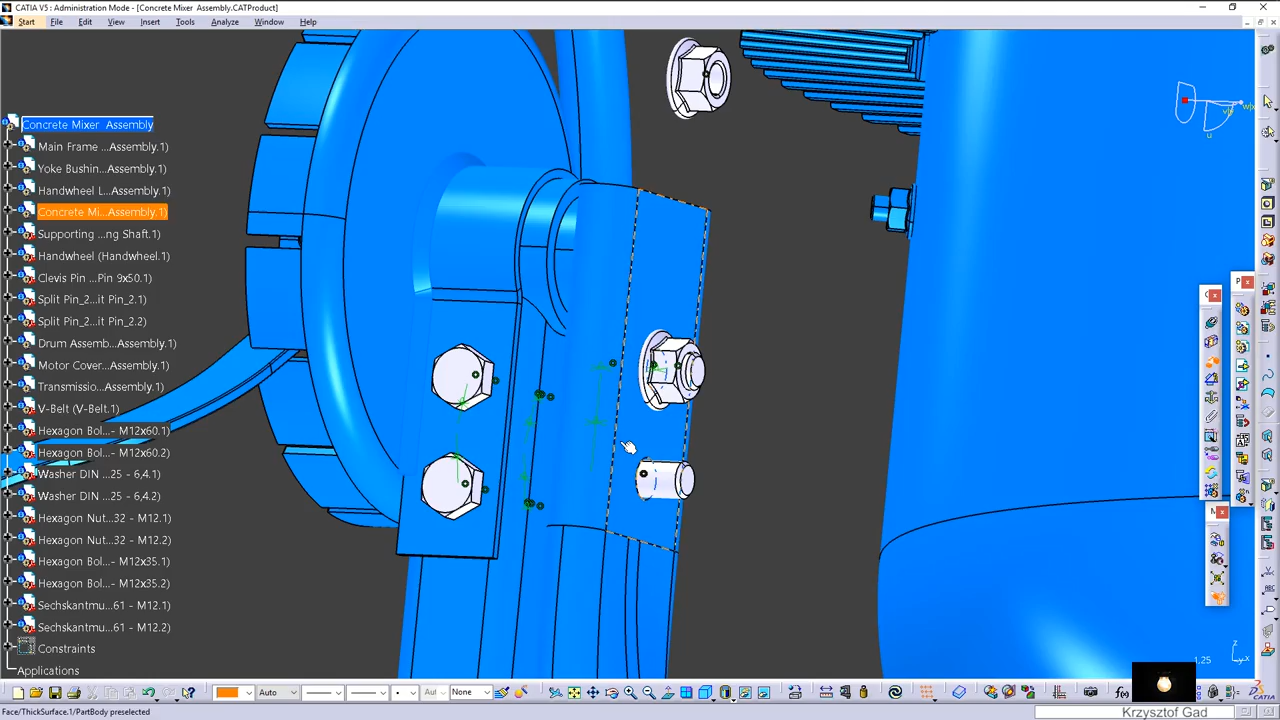 CATIA V5 : Administration Mode - [Concrete Mixer Assembly.CATProduct]
Start File Edit View Insert Tools Analyze Window Help
Concrete Mixer Assembly
Main Frame ...Assembly.1)
Yoke Bushin...Assembly.1)
Handwheel L...Assembly.1)
Concrete Mi...Assembly.1)
Supporting ...ng Shaft.1)
Handwheel (Handwheel.1)
Clevis Pin ...Pin 9x50.1)
Split Pin_2...it Pin_2.1)
Split Pin_2...it Pin_2.2)
Drum Assemb...Assembly.1)
Motor Cover...Assembly.1)
Transmissio...Assembly.1)
V-Belt (V-Belt.1)
Hexagon Bol...- M12x60.1)
Hexagon Bol...- M12x60.2)
Washer DIN ...25 - 6,4.1)
Washer DIN ...25 - 6,4.2)
Hexagon Nut...32 - M12.1)
Hexagon Nut...32 - M12.2)
Hexagon Bol...- M12x35.1)
Hexagon Bol...- M12x35.2)
Sechskantmu...61 - M12.1)
Sechskantmu...61 - M12.2)
Constraints
Applications
1,25
Auto
None
Face/ThickSurface.1/PartBody preselected
Krzysztof Gad